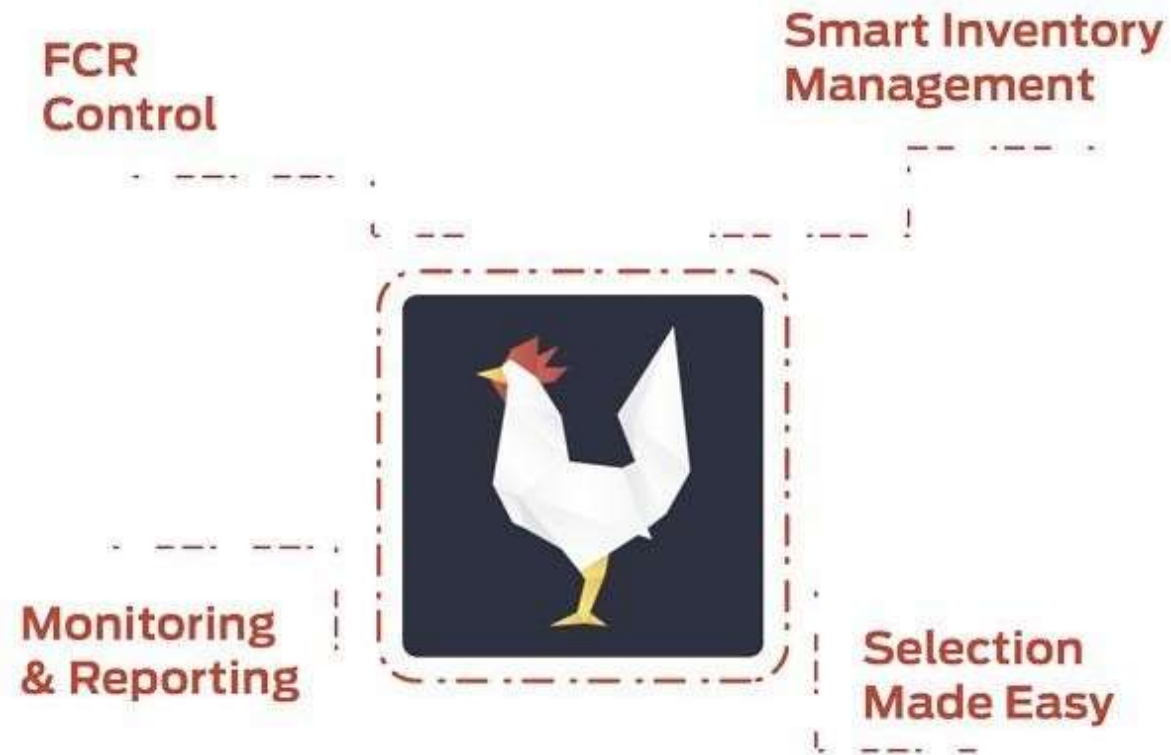 FCR
Control
Smart Inventory
Management
Monitoring
& Reporting
Selection
Made Easy